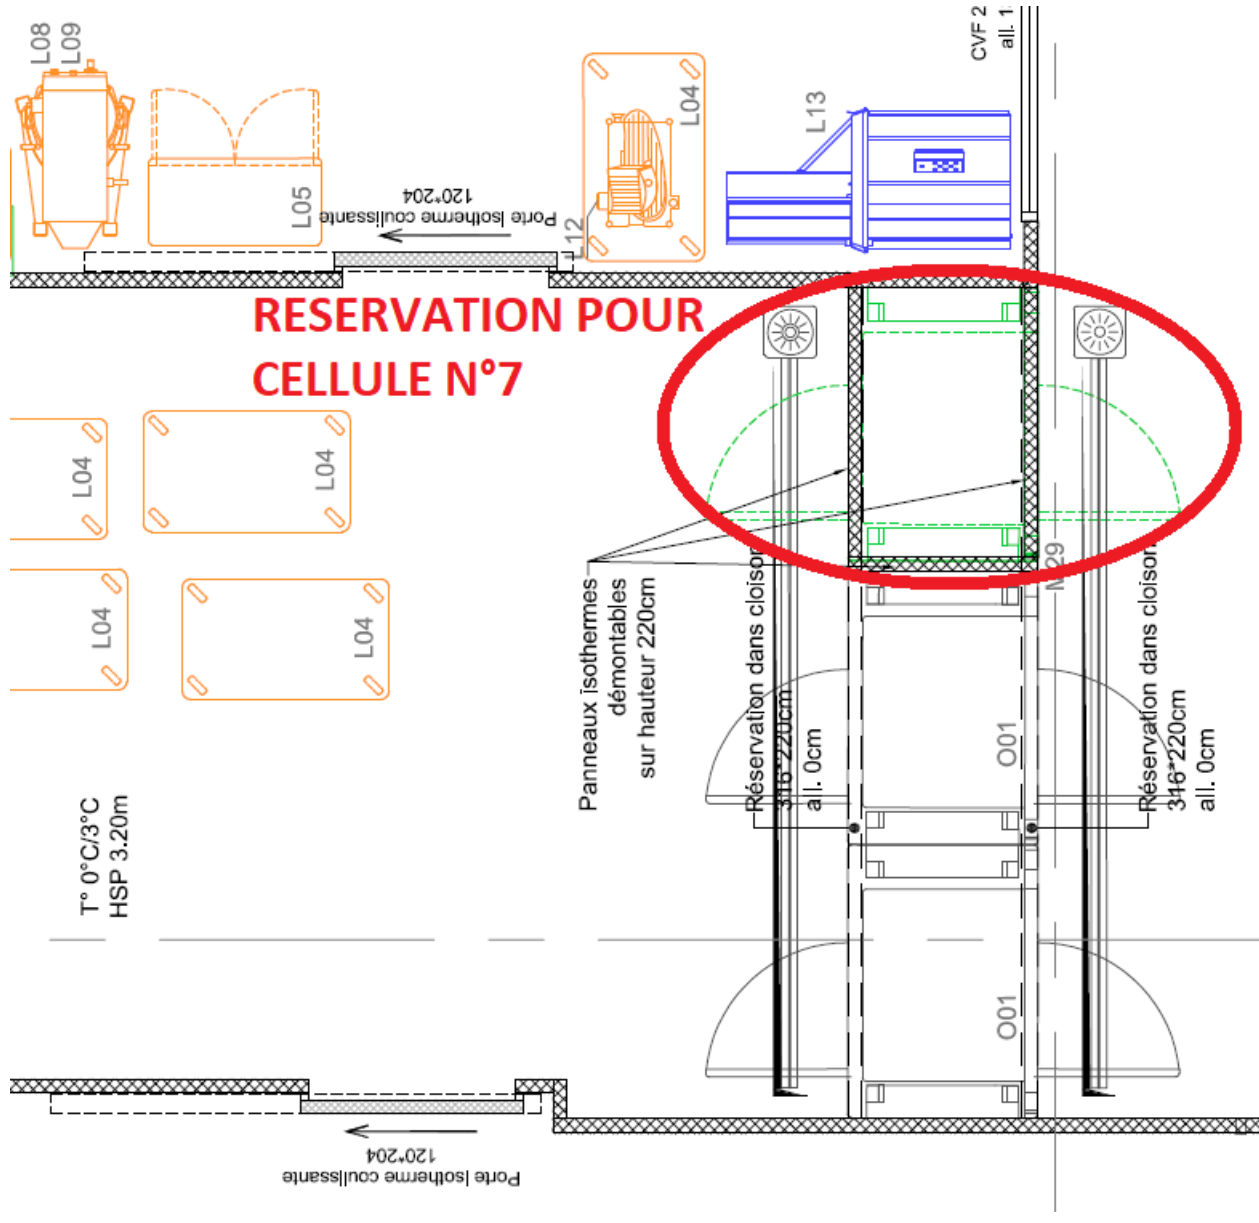 L08
L09
L05
Porte Isotherme coulissante
120*204
L12
L04
L13
CVF 2
RESERVATION POUR
CELLULE N°7
L04
L04
L04
L04
Panneaux isothermes
démontables
sur hauteur 220cm
Réservation dans cloison
316*220cm
all. 0cm
M29
Réservation dans cloison
316*220cm
all. 0cm
O01
O01
T° 0°C/3°C
HSP 3.20m
Porte Isotherme coulissante
120*204